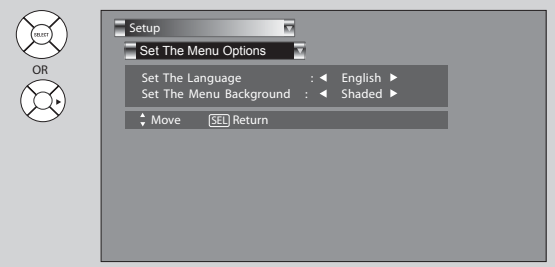 SELECT
OR
Setup
Set The Menu Options
Set The Language : ◀ English ▶
Set The Menu Background : ◀ Shaded ▶
Move SEL Return